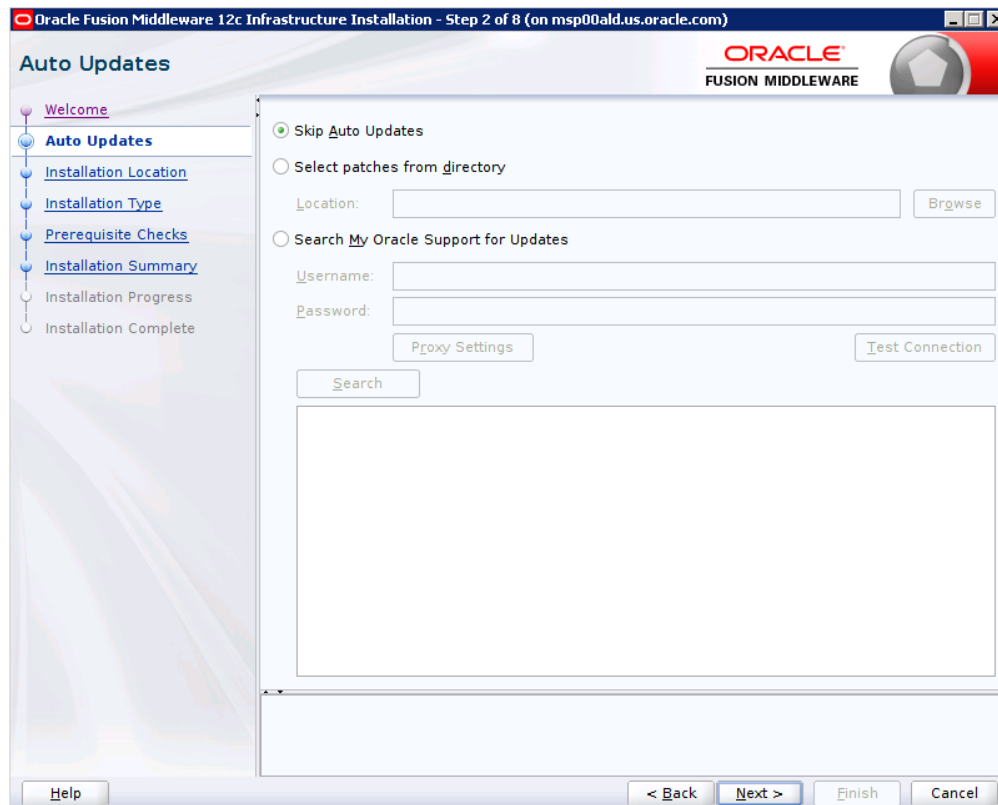 Oracle Fusion Middleware 12c Infrastructure Installation - Step 2 of 8 (on msp00ald.us.oracle.com)
Auto Updates
ORACLE
FUSION MIDDLEWARE
Welcome
Auto Updates
Installation Location
Installation Type
Prerequisite Checks
Installation Summary
Installation Progress
Installation Complete
Skip Auto Updates
Select patches from directory
Location:
Browse
Search My Oracle Support for Updates
Username:
Password:
Proxy Settings
Test Connection
Search
Help
< Back
Next >
Finish
Cancel